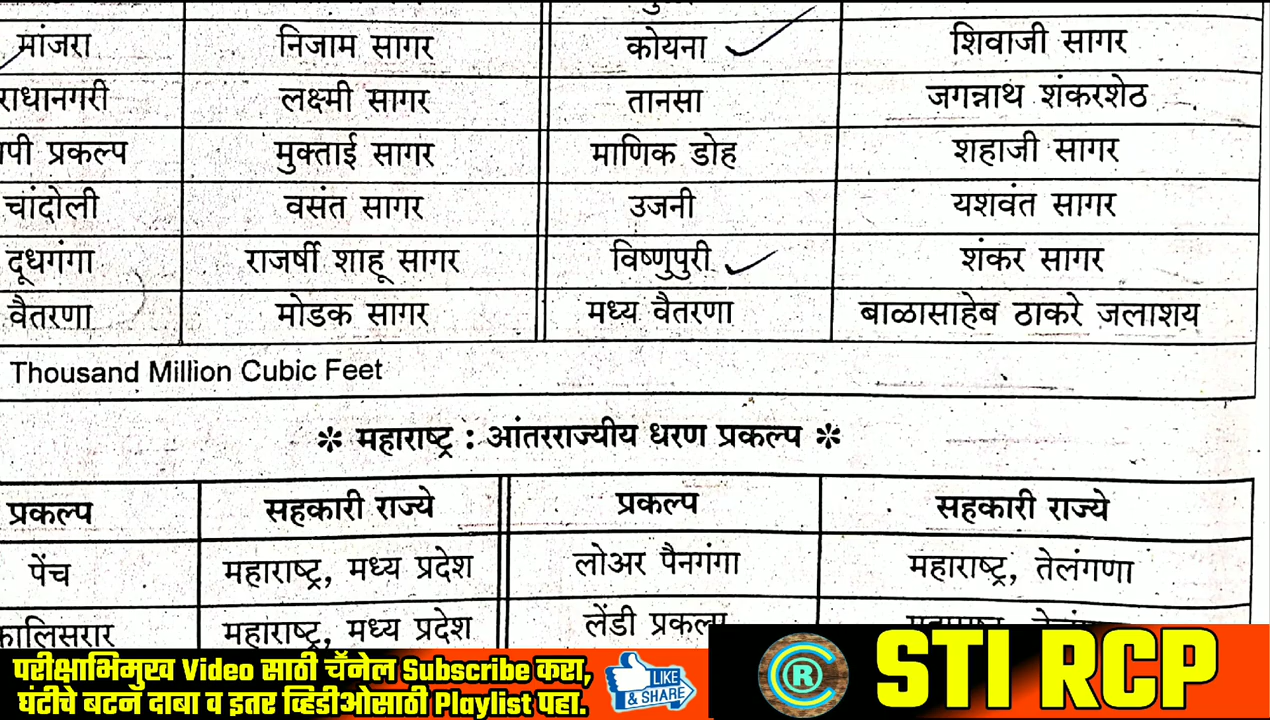 मांजरा निजाम सागर कोयना शिवाजी सागर
राधानगरी लक्ष्मी सागर तानसा जगन्नाथ शंकरशेठ
पी प्रकल्प मुक्ताई सागर माणिक डोह शहाजी सागर
चांदोली वसंत सागर उजनी यशवंत सागर
दूधगंगा राजर्षी शाहू सागर विष्णुपुरी शंकर सागर
वैतरणा मोडक सागर मध्य वैतरणा बाळासाहेब ठाकरे जलाशय
Thousand Million Cubic Feet
* महाराष्ट्र : आंतरराज्यीय धरण प्रकल्प *
प्रकल्प सहकारी राज्ये प्रकल्प सहकारी राज्ये
पेंच महाराष्ट्र, मध्य प्रदेश लोअर पैनगंगा महाराष्ट्र, तेलंगणा
कालिसरार महाराष्ट्र, मध्य प्रदेश लेंडी प्रकल्प
परीक्षाभिमुख Video साठी चॅनेल Subscribe करा,
घंटीचे बटन दाबा व इतर व्हिडीओसाठी Playlist पहा.
LIKE
& SHARE
C R
STI RCP